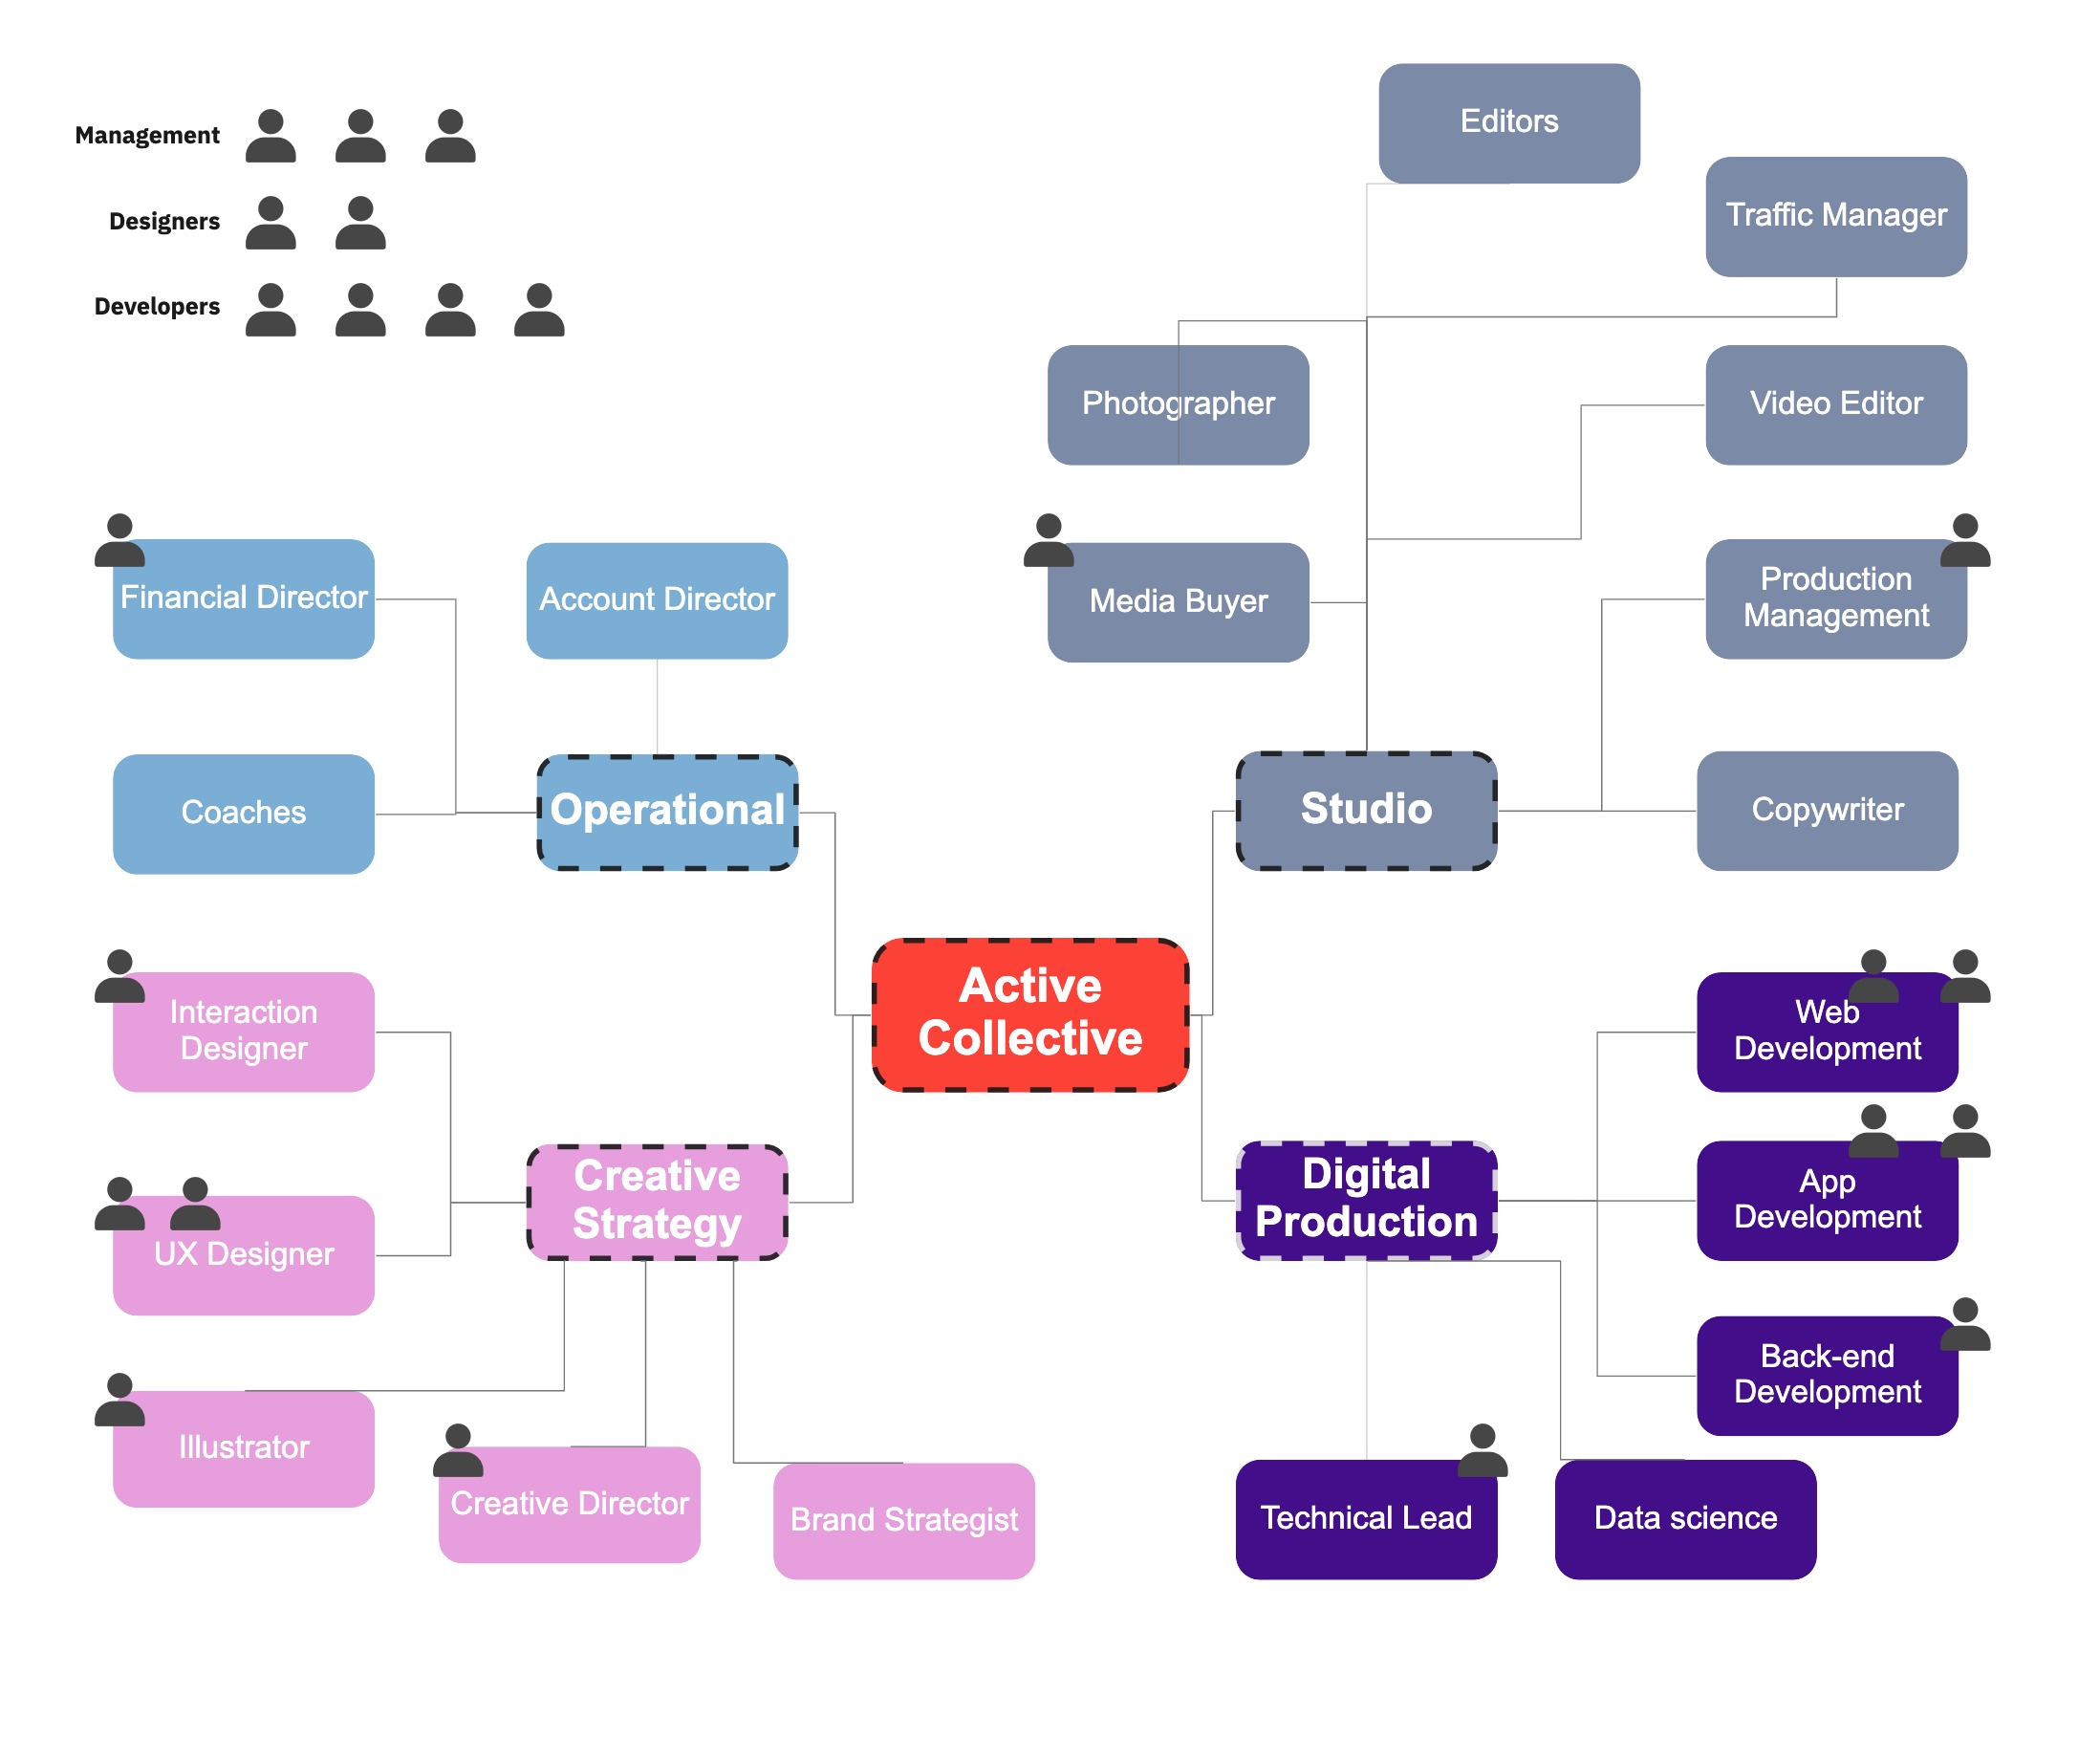 Management
Designers
Developers
Editors
Traffic Manager
Photographer
Video Editor
Financial Director
Account Director
Media Buyer
Production
Management
Coaches
Operational
Studio
Copywriter
Active
Collective
Interaction
Designer
Web
Development
Creative
Strategy
Digital
Production
App
Development
UX Designer
Back-end
Development
Illustrator
Creative Director
Brand Strategist
Technical Lead
Data science